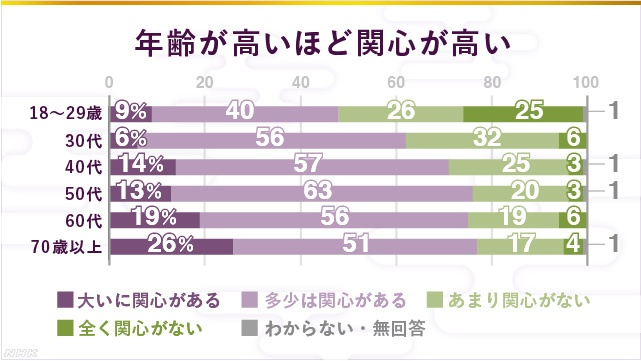 年齢が高いほど関心が高い
0 20 40 60 80 100
18～29歳 9% 40 26 25 1
30代 6% 56 32 6
40代 14% 57 25 3 1
50代 13% 63 20 3 1
60代 19% 56 19 6
70歳以上 26% 51 17 4 1
大いに関心がある 多少は関心がある あまり関心がない
全く関心がない わからない・無回答
NHK